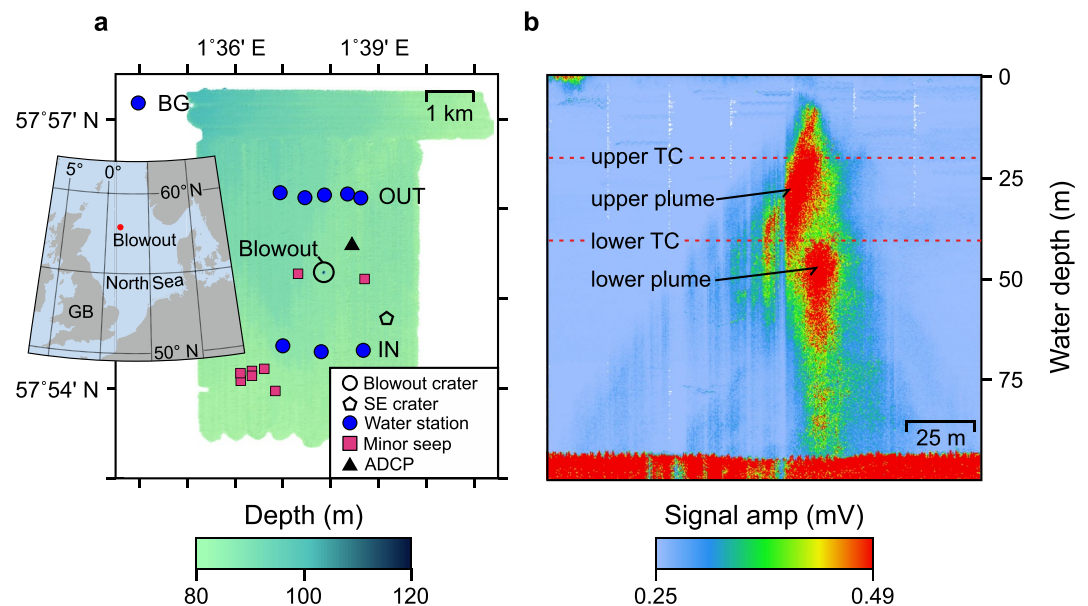 a
1°36' E
1°39' E
BG
1 km
57°57' N
OUT
Blowout
IN
57°54' N
5°
0°
60° N
Blowout
North Sea
GB
50° N
Blowout crater
SE crater
Water station
Minor seep
ADCP
Depth (m)
80
100
120
b
0
upper TC
25
upper plume
lower TC
lower plume
50
75
Water depth (m)
25 m
Signal amp (mV)
0.25
0.49